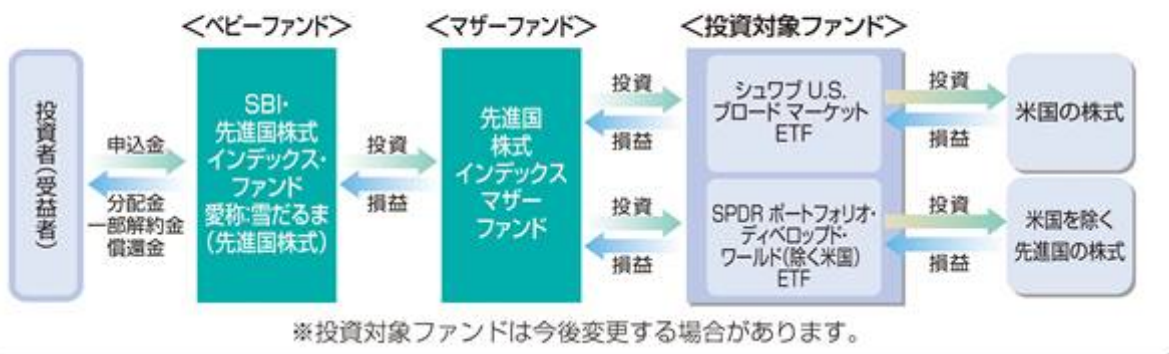 ＜ベビーファンド＞
＜マザーファンド＞
＜投資対象ファンド＞
投資者(受益者)
申込金
分配金
一部解約金
償還金
SBI・
先進国株式
インデックス・
ファンド
愛称:雪だるま
(先進国株式)
投資
損益
先進国
株式
インデックス
マザー
ファンド
投資
損益
投資
損益
シュワブ U.S.
ブロード マーケット
ETF
SPDR ポートフォリオ・
ディベロップド・
ワールド(除く米国)
ETF
投資
損益
投資
損益
米国の株式
米国を除く
先進国の株式
※投資対象ファンドは今後変更する場合があります。